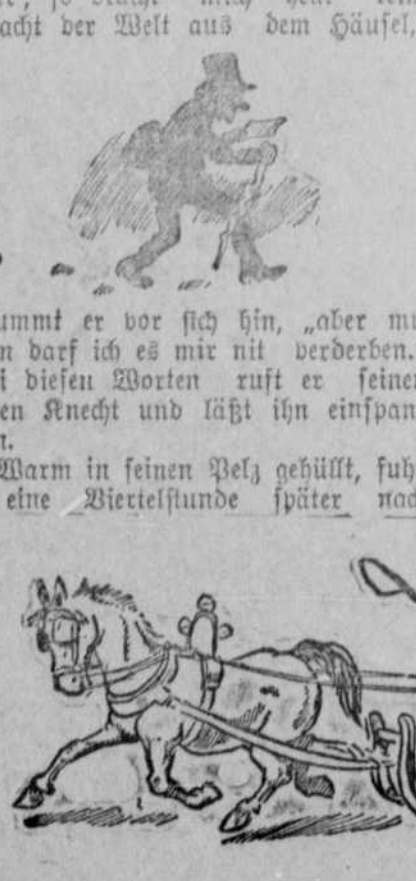 acht der Welt aus dem Häusel,
ummt er vor sich hin, „aber
n darf ich es mir nit verderben.
i diesen Worten ruft er seine
en Knecht und läßt ihn einspan
n.
Warm in seinen Pelz gehüllt, fuh
eine Viertelstunde später nac